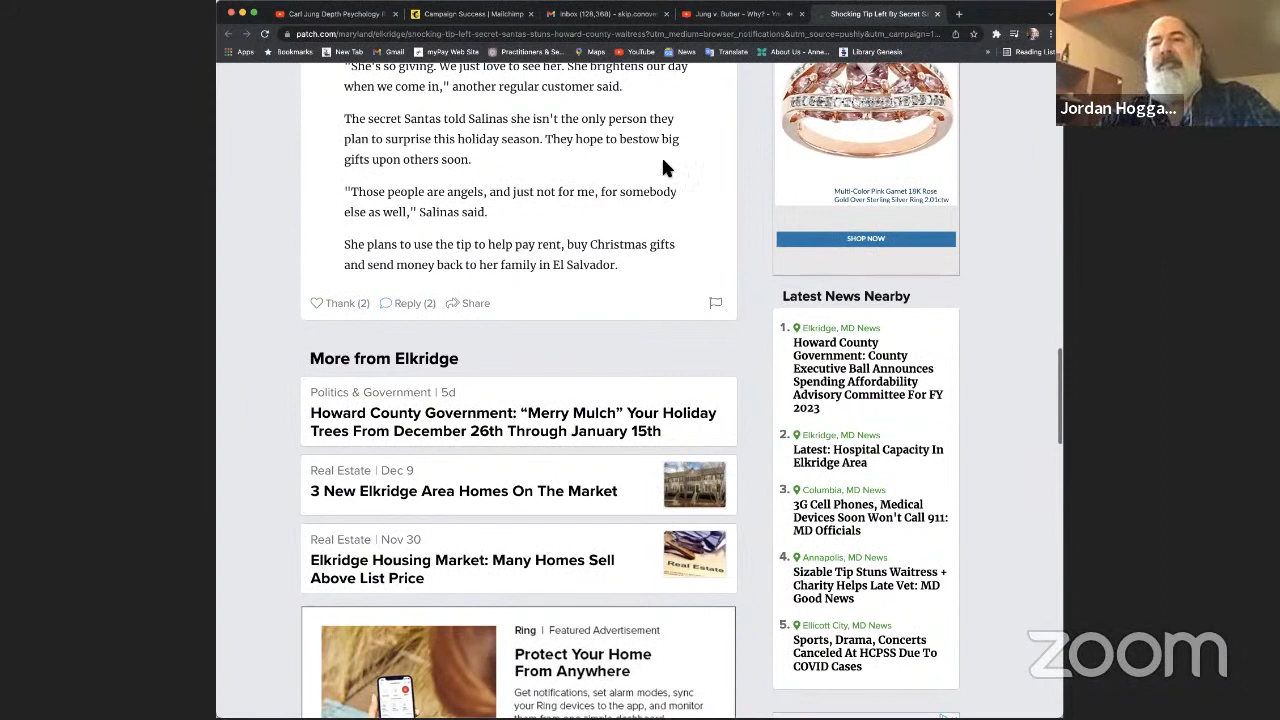 Carl Jung Depth Psychology R
Campaign Success | Mailchimp
Inbox (128,368) - skip.conove
Jung v. Buber - Why? - You
Shocking Tip Left By Secret Sa
patch.com/maryland/elkridge/shocking-tip-left-secret-santas-stuns-howard-county-waitress?utm_medium=browser_notifications&utm_source=pushly&utm_campaign=1...
Apps
Bookmarks
New Tab
Gmail
myPay Web Site
Practitioners & Se...
Maps
YouTube
News
Translate
About Us - Anne...
Library Genesis
»
Reading List
"She's so giving. We just love to see her. She brightens our day
when we come in," another regular customer said.
The secret Santas told Salinas she isn't the only person they
plan to surprise this holiday season. They hope to bestow big
gifts upon others soon.
"Those people are angels, and just not for me, for somebody
else as well," Salinas said.
She plans to use the tip to help pay rent, buy Christmas gifts
and send money back to her family in El Salvador.
Thank (2)
Reply (2)
Share
More from Elkridge
Politics & Government | 5d
Howard County Government: “Merry Mulch” Your Holiday
Trees From December 26th Through January 15th
Real Estate | Dec 9
3 New Elkridge Area Homes On The Market
Real Estate | Nov 30
Elkridge Housing Market: Many Homes Sell
Above List Price
Real Estate
Ring | Featured Advertisement
Protect Your Home
From Anywhere
Get notifications, set alarm modes, sync
your Ring devices to the app, and monitor
them from one simple dashboard.
Multi-Color Pink Garnet 18K Rose
Gold Over Sterling Silver Ring 2.01ctw
SHOP NOW
Latest News Nearby
1. Elkridge, MD News
Howard County
Government: County
Executive Ball Announces
Spending Affordability
Advisory Committee For FY
2023
2. Elkridge, MD News
Latest: Hospital Capacity In
Elkridge Area
3. Columbia, MD News
3G Cell Phones, Medical
Devices Soon Won't Call 911:
MD Officials
4. Annapolis, MD News
Sizable Tip Stuns Waitress +
Charity Helps Late Vet: MD
Good News
5. Ellicott City, MD News
Sports, Drama, Concerts
Canceled At HCPSS Due To
COVID Cases
Jordan Hogga...
zoom